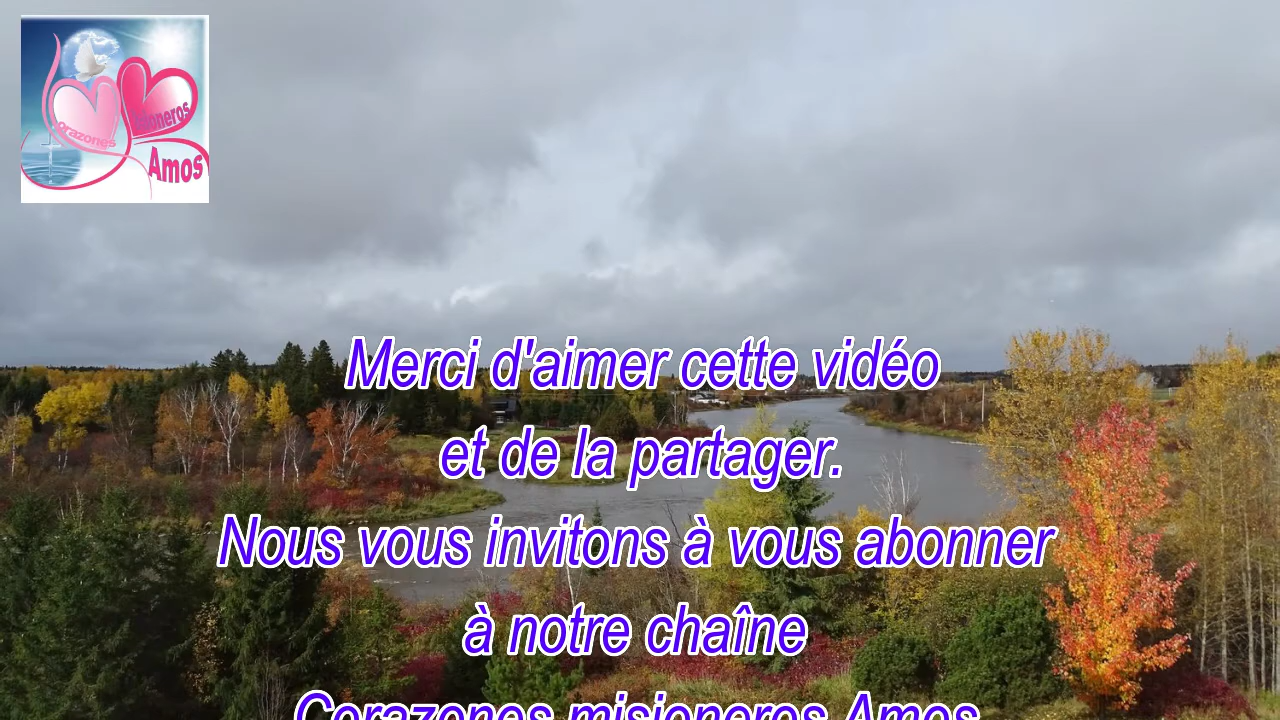 Corazones
Misioneros
Amos
Merci d'aimer cette vidéo
et de la partager.
Nous vous invitons à vous abonner
à notre chaîne
Corazones misioneros Amos